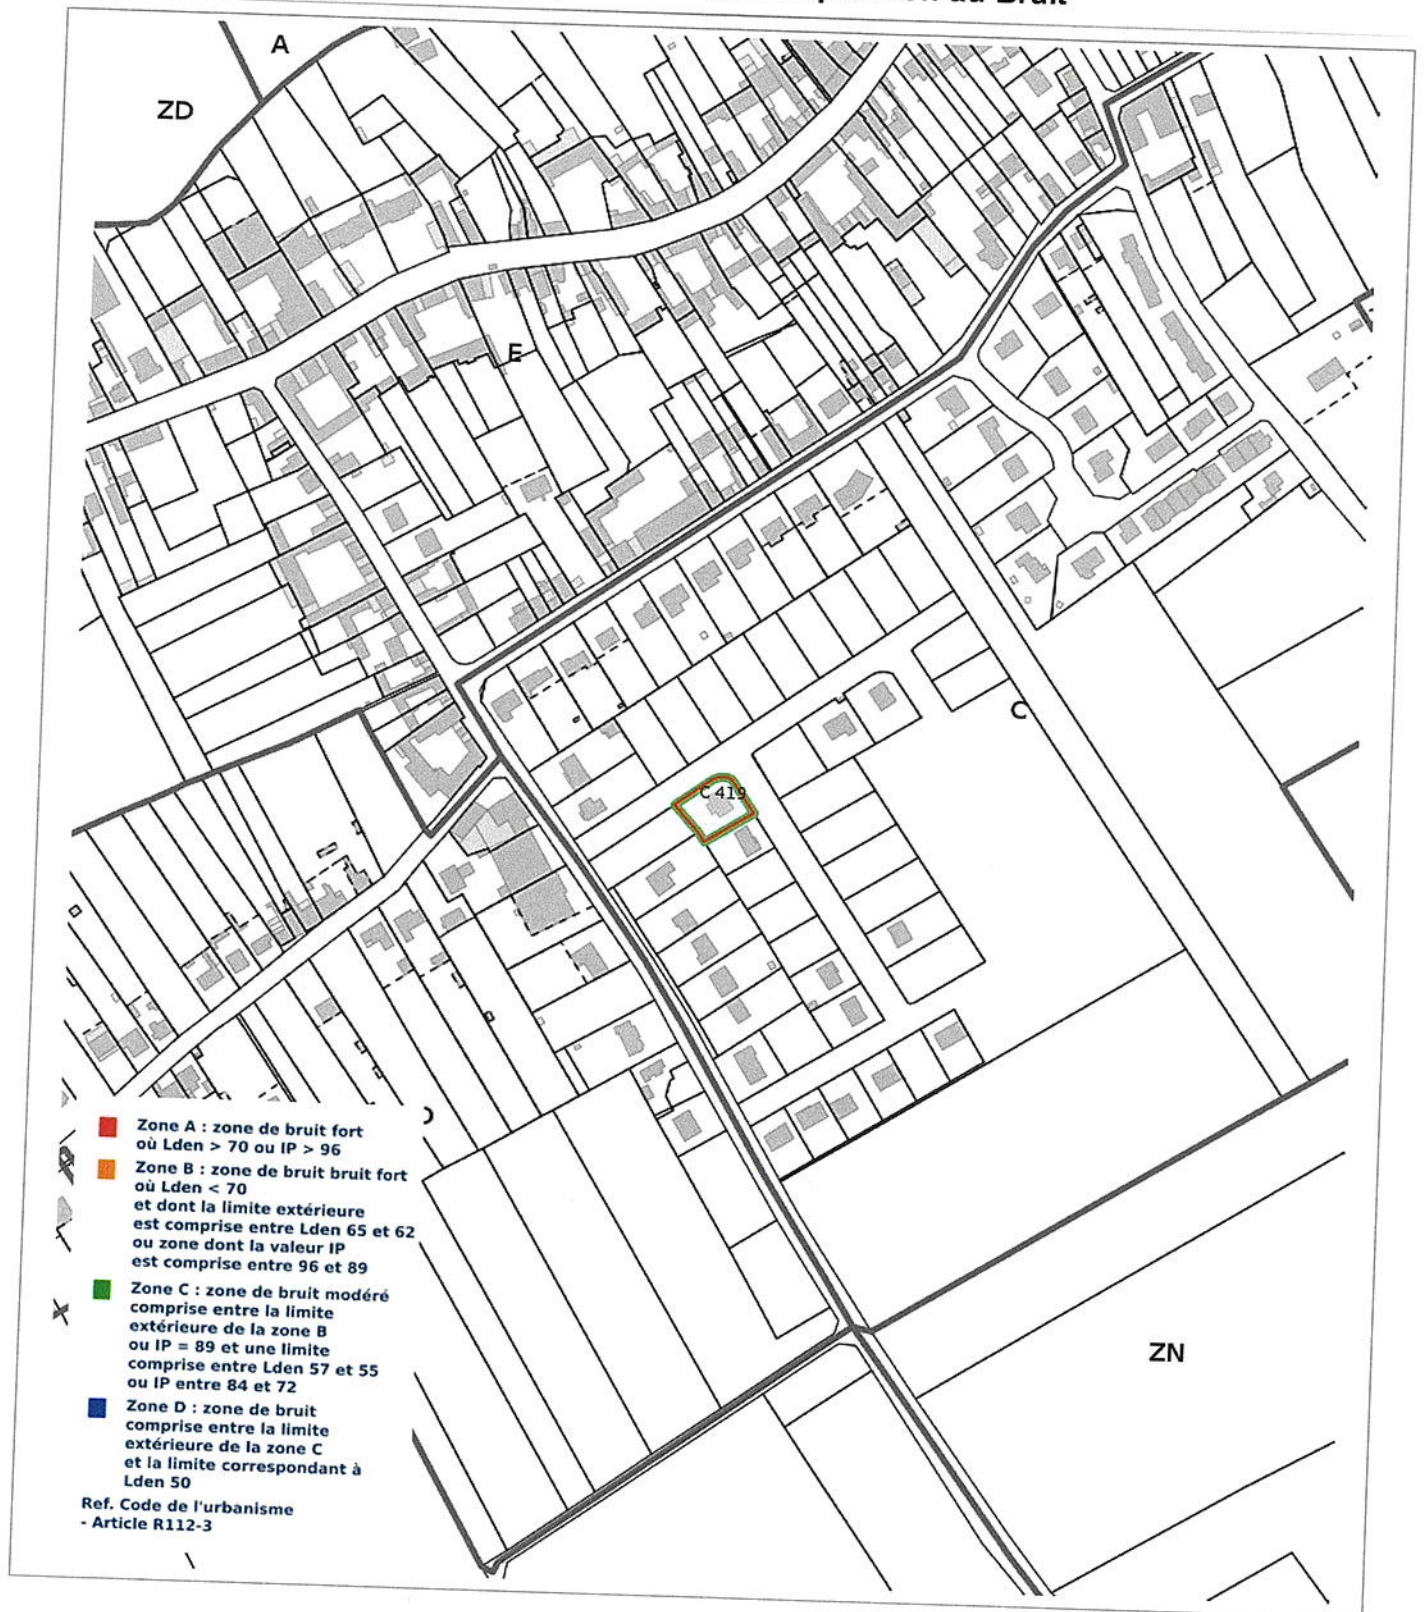 au Bruit
A
ZD
E
C
C 419
Zone A : zone de bruit fort
où Lden > 70 ou IP > 96
Zone B : zone de bruit bruit fort
où Lden < 70
et dont la limite extérieure
est comprise entre Lden 65 et 62
ou zone dont la valeur IP
est comprise entre 96 et 89
Zone C : zone de bruit modéré
comprise entre la limite
extérieure de la zone B
ou IP = 89 et une limite
comprise entre Lden 57 et 55
ou IP entre 84 et 72
Zone D : zone de bruit
comprise entre la limite
extérieure de la zone C
et la limite correspondant à
Lden 50
Ref. Code de l'urbanisme
- Article R112-3
ZN